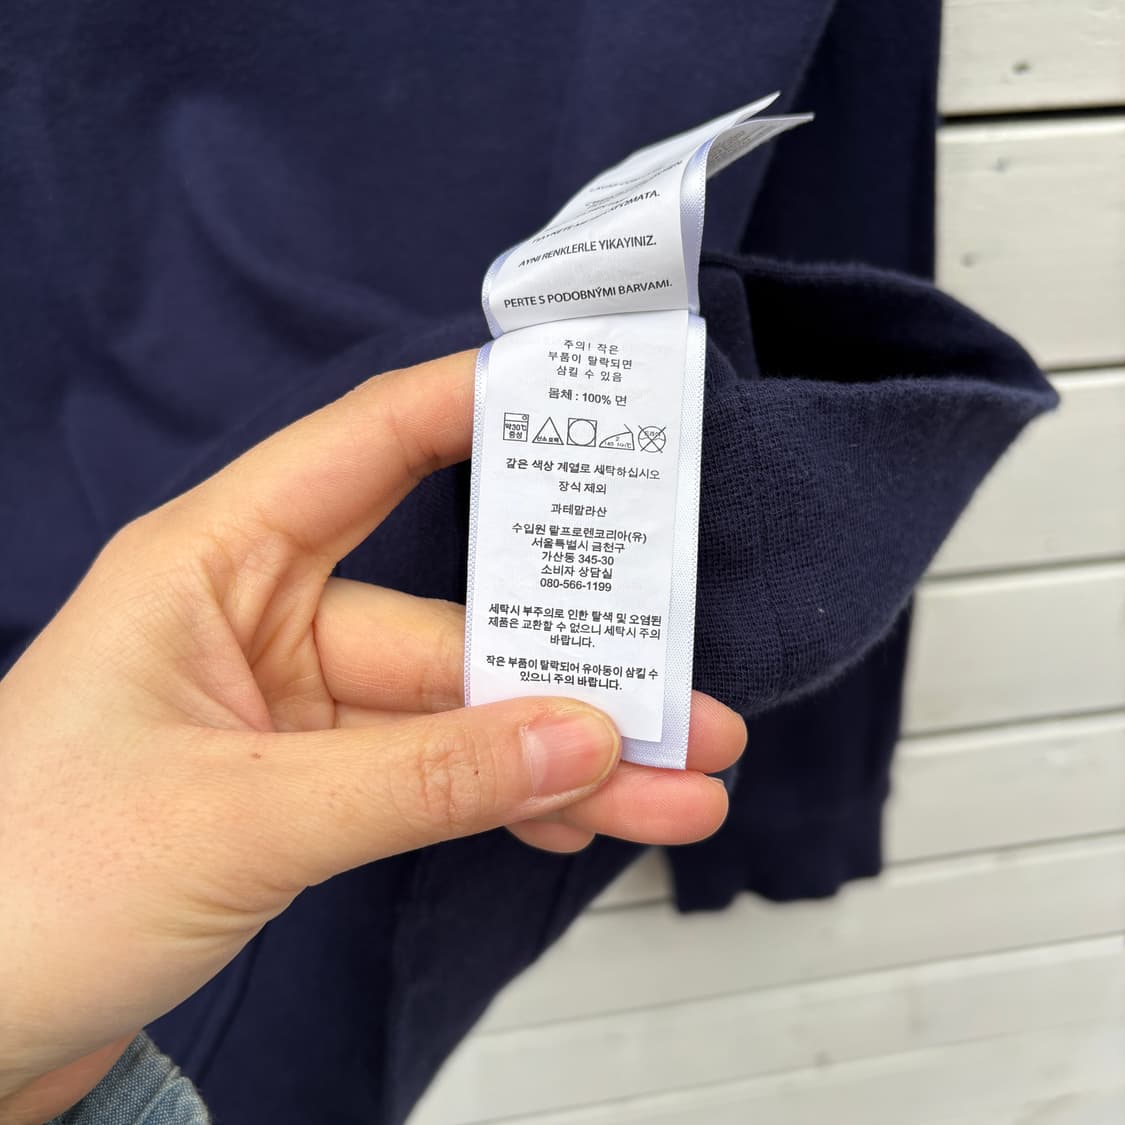 APOMATA.
AYNI RENKLERLE YIKAYINIZ.
PERTE S PODOBNÝMI BARVAMI.
주의! 작은
부품이 탈락되면
삼킬 수 있음
몸체 : 100% 면
약30℃
중성
드라이
같은 색상 계열로 세탁하십시오
장식 제외
과테말라산
수입원 랄프로렌코리아(유)
서울특별시 금천구
가산동 345-30
소비자 상담실
080-566-1199
세탁시 부주의로 인한 탈색 및 오염된
제품은 교환할 수 없으니 세탁시 주의
바랍니다.
작은 부품이 탈락되어 유아동이 삼킬 수
있으니 주의 바랍니다.